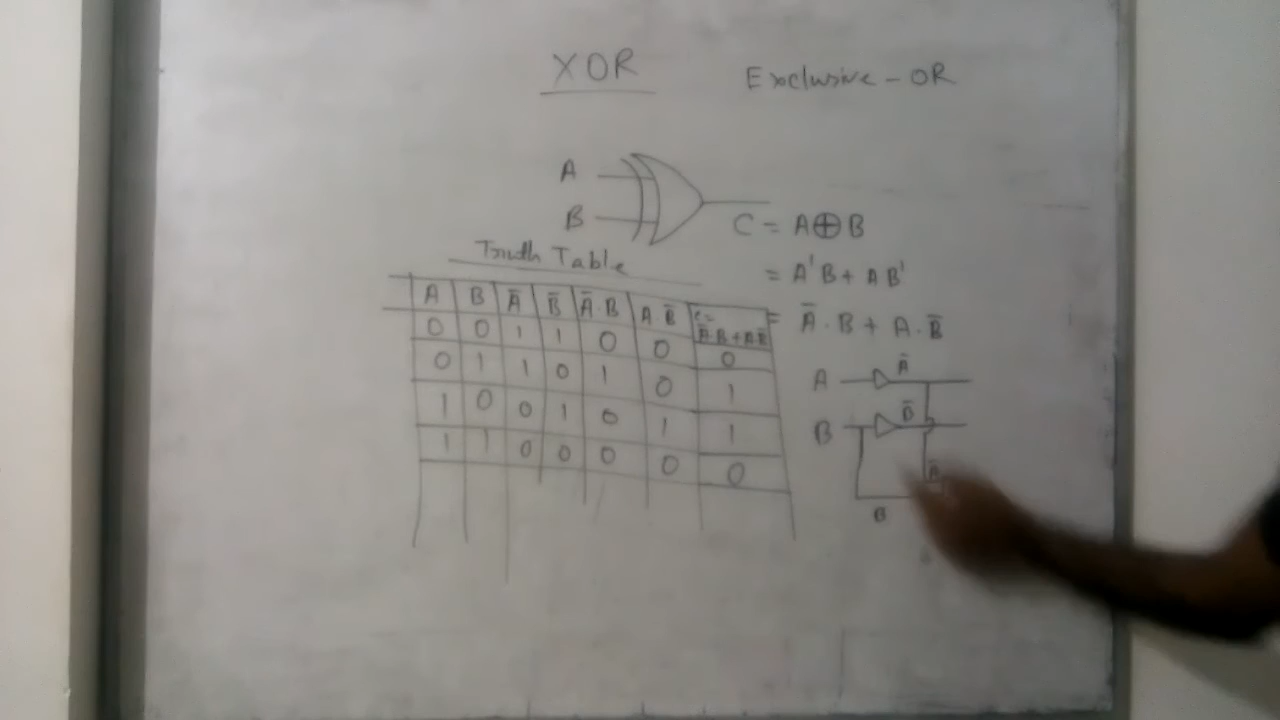 XOR Exclusive - OR
A
B
C = A⊕B
Truth Table
= A'B + AB'
A B Ā B̄ Ā.B A B̄ C= Ā.B+AB̄
= Ā . B + A . B̄
0 0 1 1 0 0 0
0 1 1 0 1 0 1
1 0 0 1 0 1 1
1 1 0 0 0 0 0
A Ā
B B̄
Ā
B